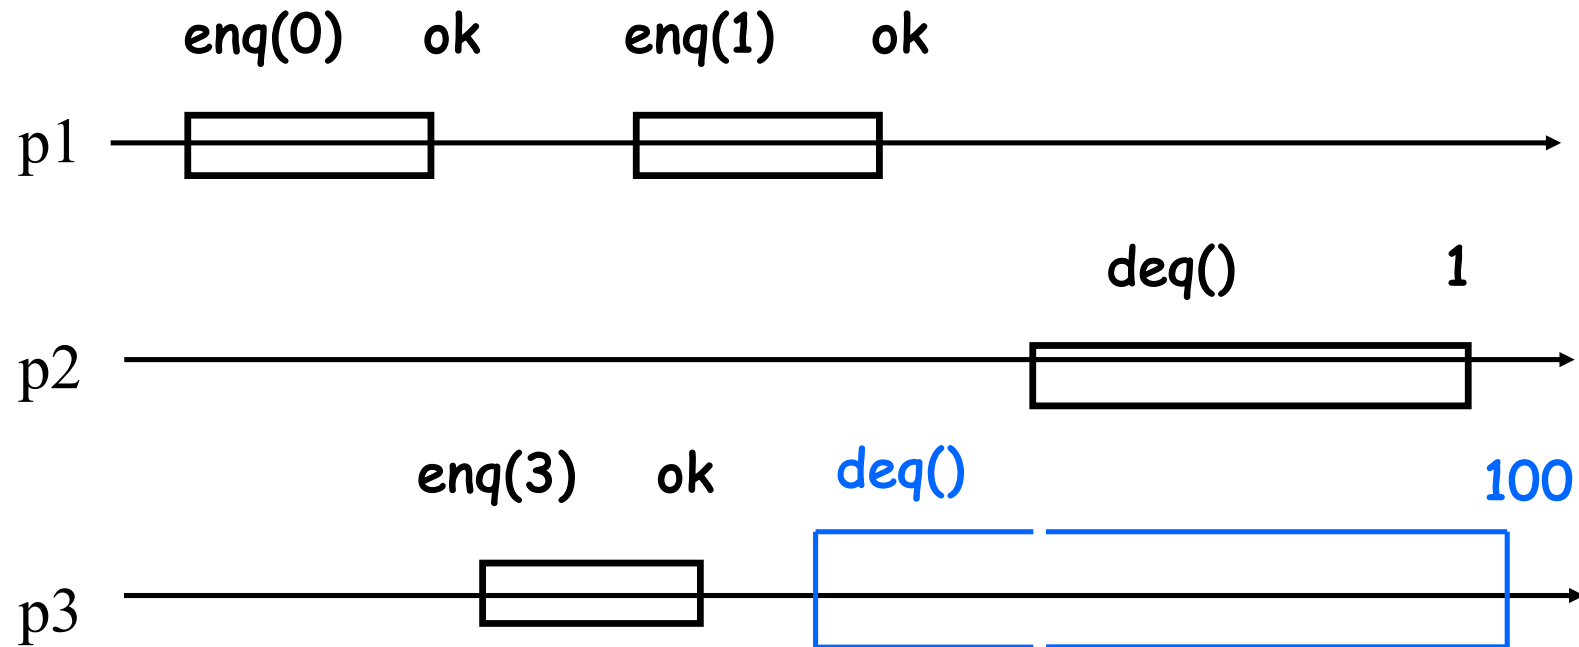 enq(0) ok enq(1) ok
p1
deq() 1
p2
enq(3) ok deq() 100
p3